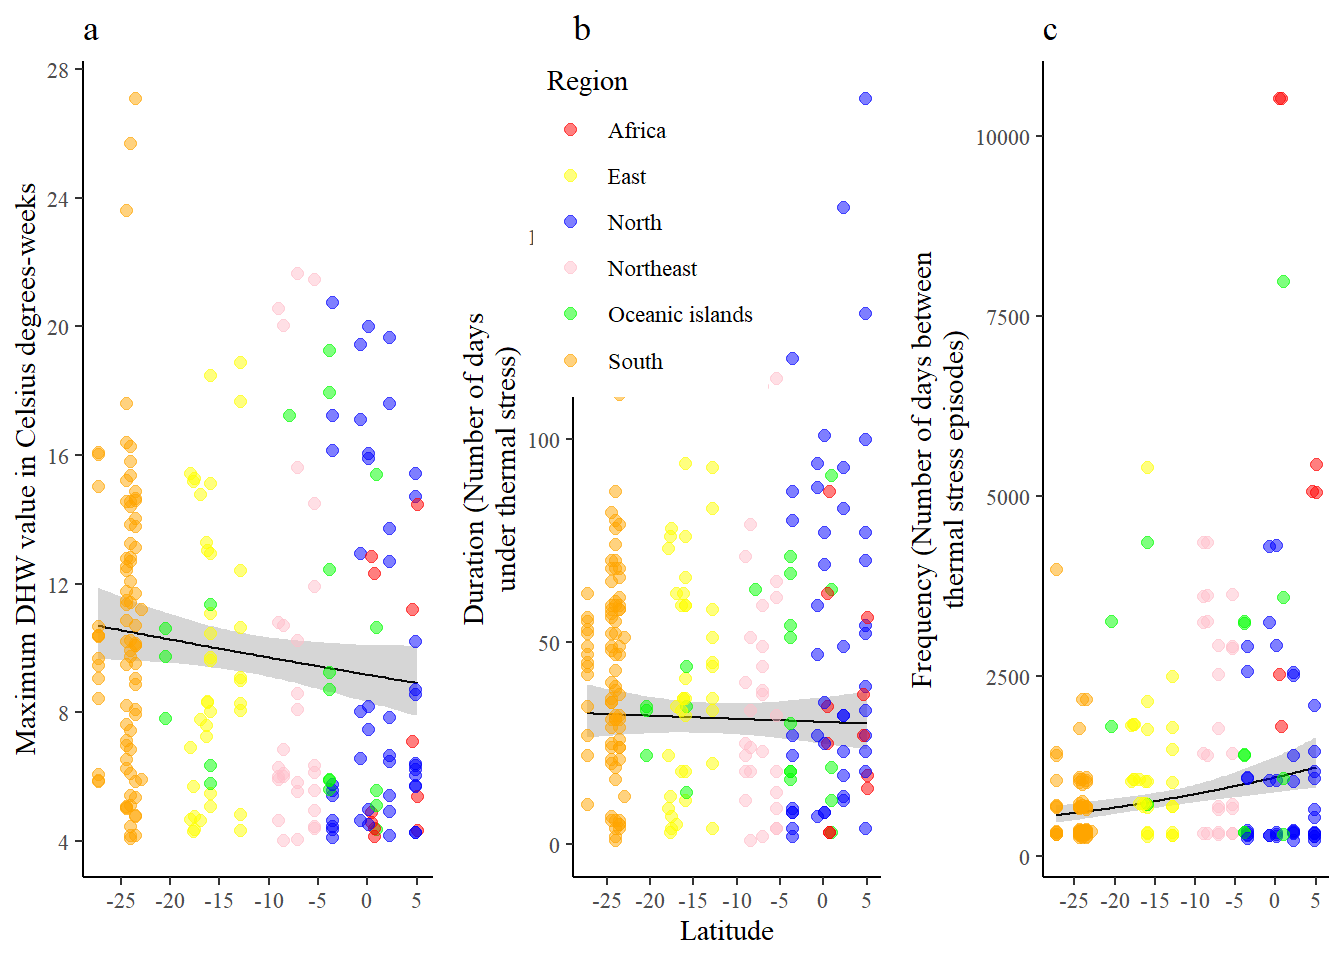 a
b
c
Maximum DHW value in Celsius degrees-weeks
28
24
20
16
12
8
4
-25
-20
-15
-10
-5
0
5
Duration (Number of days
under thermal stress)
Region
Africa
East
North
Northeast
Oceanic islands
South
100
50
0
-25
-20
-15
-10
-5
0
5
Latitude
Frequency (Number of days between
thermal stress episodes)
10000
7500
5000
2500
0
-25
-20
-15
-10
-5
0
5